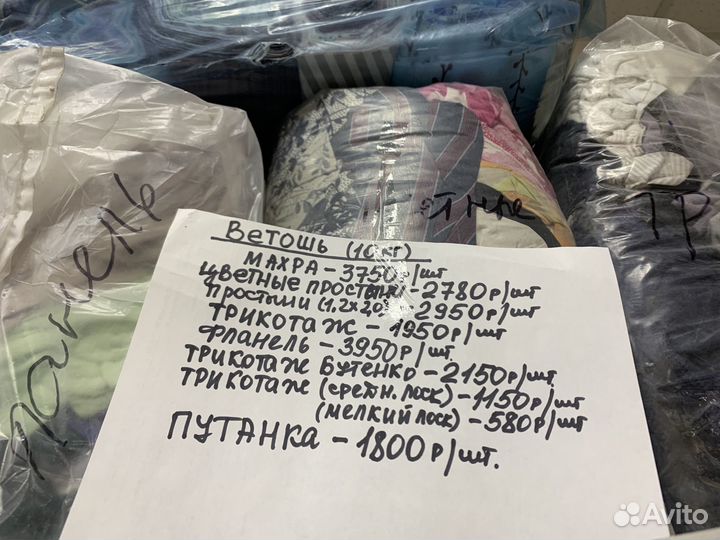 Ветошь (10кг)
МАХРА - 3750р/шт
Цветные простыни - 2780р/шт
Простыни (1.2х2,0) - 2950р/шт
Трикотаж - 1950р/шт
Фланель - 3950р/шт.
Трикотаж Бутенко - 2150р/шт.
Трикотаж (средн. лоск) - 1150р/шт
(мелкий лоск) - 580р/шт
ПУТАНКА - 1800р/шт.
ТР
Avito